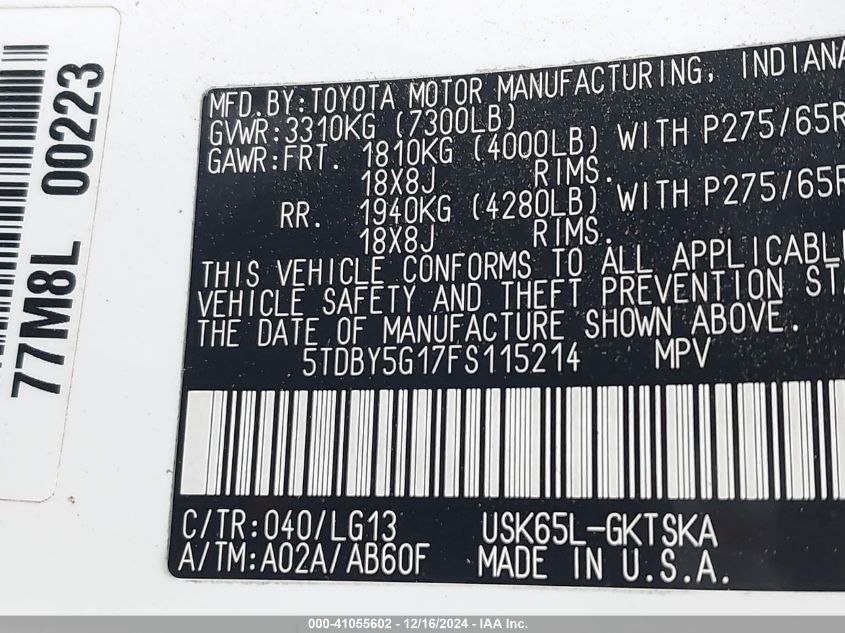 77M8L 00223
MFD.BY:TOYOTA MOTOR MANUFACTURING, INDIANA
GVWR:3310KG (7300LB)
GAWR:FRT. 1810KG (4000LB) WITH P275/65R
18X8J RIMS.
RR. 1940KG (4280LB) WITH P275/65R
18X8J RIMS.
THIS VEHICLE CONFORMS TO ALL APPLICABLE
VEHICLE SAFETY AND THEFT PREVENTION STA
THE DATE OF MANUFACTURE SHOWN ABOVE.
5TDBY5G17FS115214 MPV
C/TR:040/LG13 USK65L-GKTSKA
A/TM:A02A/AB60F MADE IN U.S.A.
000-41055602 - 12/16/2024 - IAA Inc.